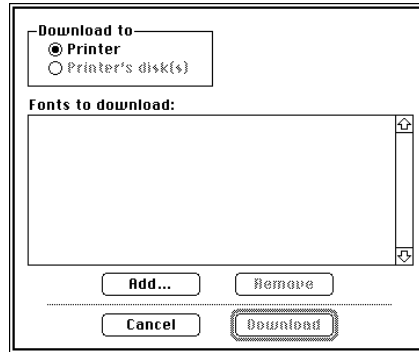 Download to
Printer
Printer's disk(s)
Fonts to download:
Add... Remove
Cancel Download